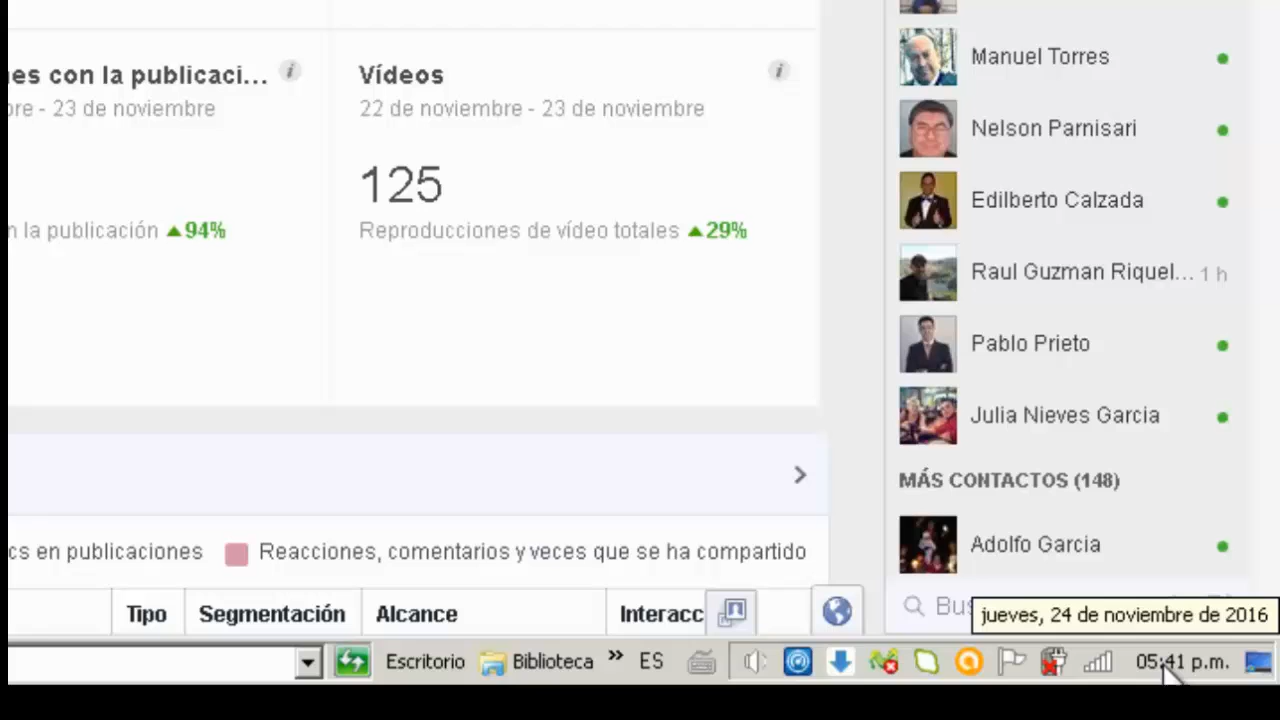 es con la publicaci...
Vídeos
bre - 23 de noviembre
22 de noviembre - 23 de noviembre
125
n la publicación 94%
Reproducciones de vídeo totales 29%
cs en publicaciones
Reacciones, comentarios y veces que se ha compartido
Tipo
Segmentación
Alcance
Interacc
Manuel Torres
Nelson Parnisari
Edilberto Calzada
Raul Guzman Riquel... 1 h
Pablo Prieto
Julia Nieves Garcia
MÁS CONTACTOS (148)
Adolfo Garcia
Bus
jueves, 24 de noviembre de 2016
Escritorio
Biblioteca
»
ES
05:41 p.m.